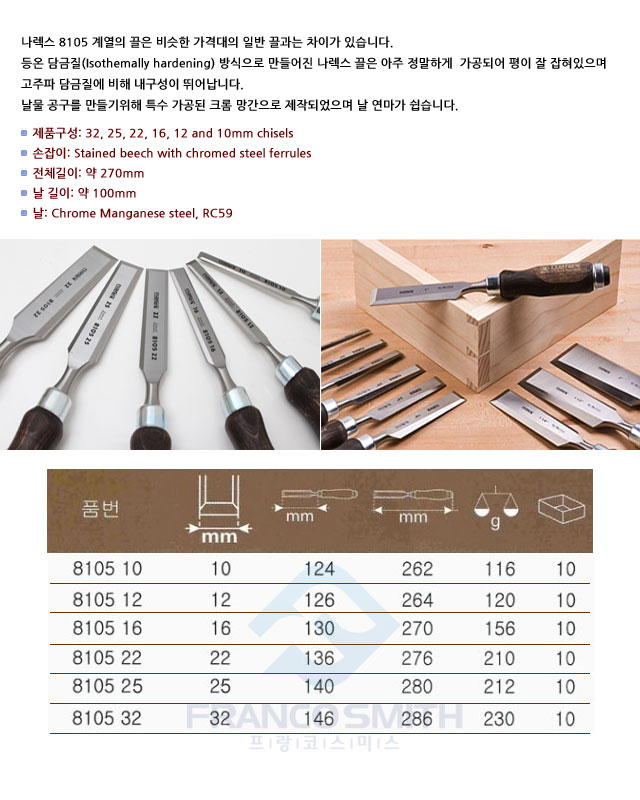 나렉스 8105 계열의 끌은 비슷한 가격대의 일반 끌과는 차이가 있습니다.
등온 담금질(Isothemally hardening) 방식으로 만들어진 나렉스 끌은 아주 정말하게 가공되어 평이 잘 잡혀있으며
고주파 담금질에 비해 내구성이 뛰어납니다.
날물 공구를 만들기위해 특수 가공된 크롬 망간으로 제작되었으며 날 연마가 쉽습니다.
제품구성: 32, 25, 22, 16, 12 and 10mm chisels
손잡이: Stained beech with chromed steel ferrules
전체길이: 약 270mm
날 길이: 약 100mm
날: Chrome Manganese steel, RC59
8105 32
8105 25
8105 22
8105 16
품번 mm mm mm g
8105 10 10 124 262 116 10
8105 12 12 126 264 120 10
8105 16 16 130 270 156 10
8105 22 22 136 276 210 10
8105 25 25 140 280 212 10
8105 32 32 146 286 230 10
FRANCO SMITH
프|랑|코|스|미|스